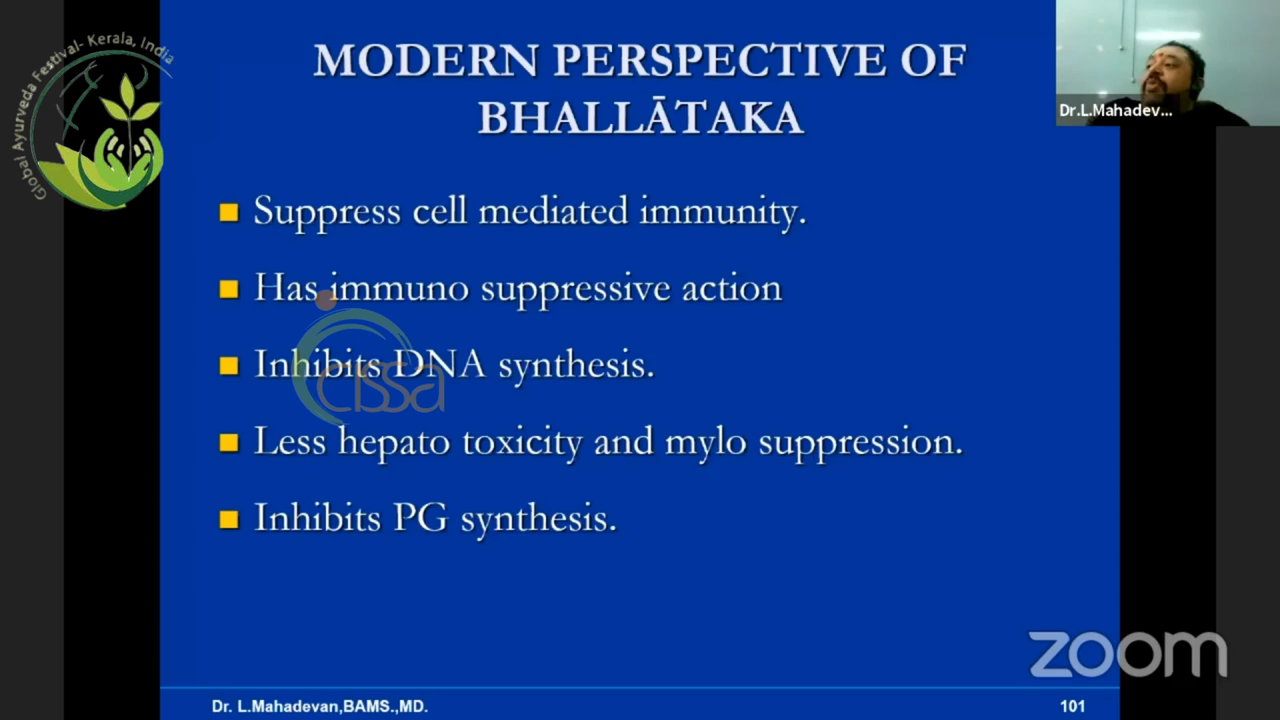 Global Ayurveda Festival- Kerala, India
MODERN PERSPECTIVE OF
BHALLĀTAKA
Dr.L.Mahadev...
Suppress cell mediated immunity.
Has immuno suppressive action
Inhibits DNA synthesis.
cissa
Less hepato toxicity and mylo suppression.
Inhibits PG synthesis.
zoom
Dr. L.Mahadevan,BAMS.,MD.
101